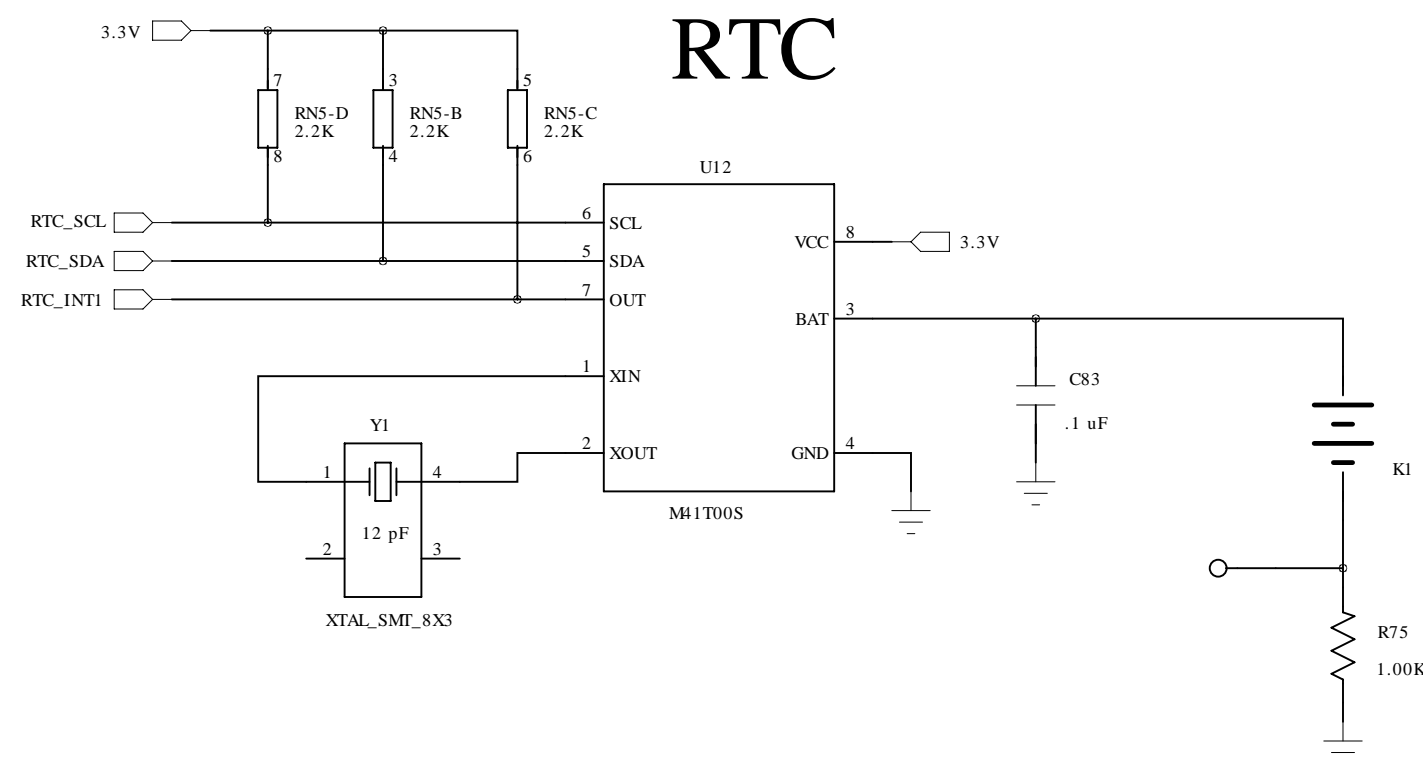 RTC
3.3V
7
3
5
RN5-D
2.2K
RN5-B
2.2K
RN5-C
2.2K
8
4
6
U12
RTC_SCL
6
SCL
RTC_SDA
5
SDA
RTC_INT1
7
OUT
VCC
8
3.3V
BAT
3
1
XIN
C83
.1 uF
Y1
2
XOUT
GND
4
1
4
K1
M41T00S
12 pF
2
3
XTAL_SMT_8X3
R75
1.00K